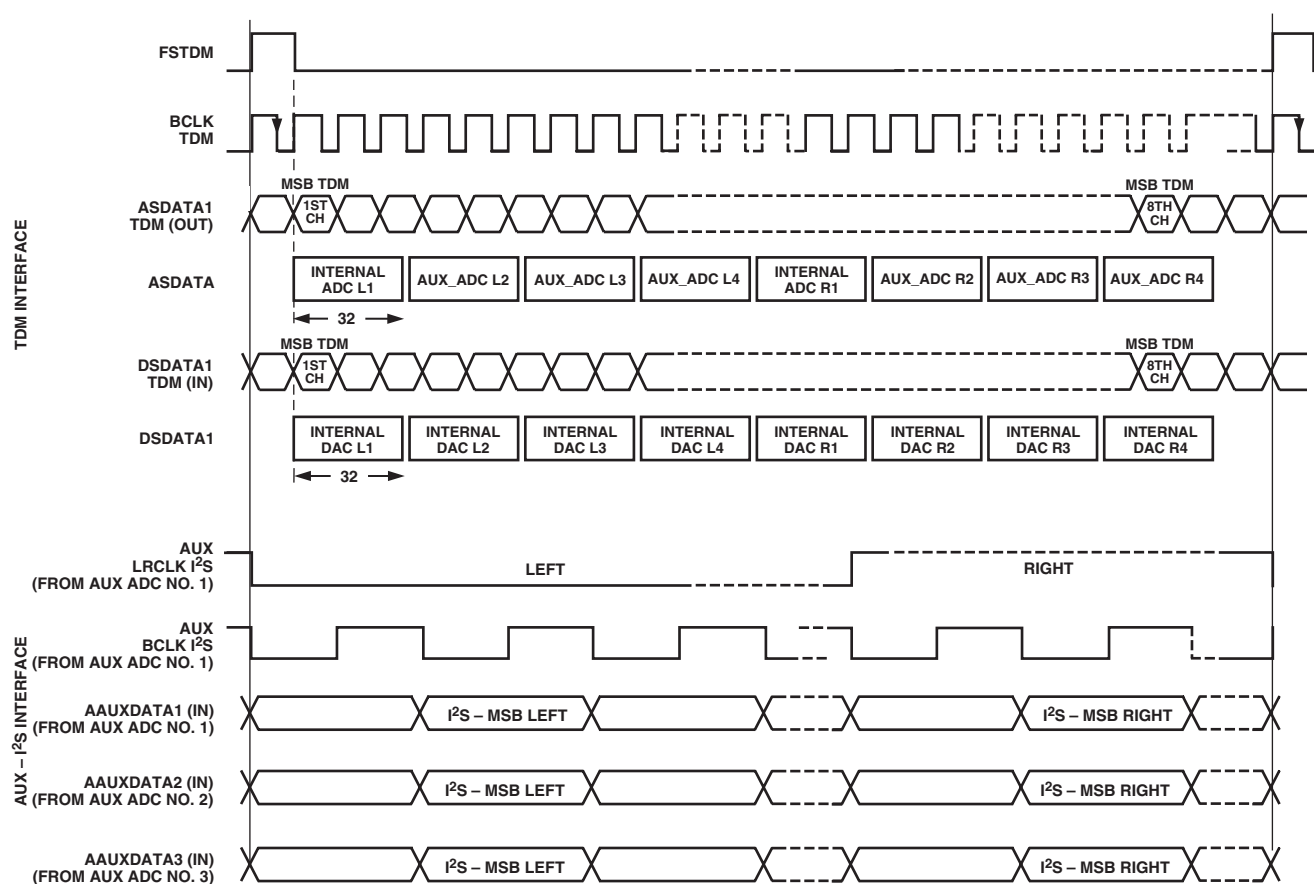 FSTDM
BCLK
TDM
MSB TDM
MSB TDM
ASDATA1
TDM (OUT)
1ST
CH
8TH
CH
ASDATA
INTERNAL
ADC L1
AUX_ADC L2
AUX_ADC L3
AUX_ADC L4
INTERNAL
ADC R1
AUX_ADC R2
AUX_ADC R3
AUX_ADC R4
32
TDM INTERFACE
MSB TDM
MSB TDM
DSDATA1
TDM (IN)
1ST
CH
8TH
CH
DSDATA1
INTERNAL
DAC L1
INTERNAL
DAC L2
INTERNAL
DAC L3
INTERNAL
DAC L4
INTERNAL
DAC R1
INTERNAL
DAC R2
INTERNAL
DAC R3
INTERNAL
DAC R4
32
AUX
LRCLK I²S
(FROM AUX ADC NO. 1)
LEFT
RIGHT
AUX
BCLK I²S
(FROM AUX ADC NO. 1)
AUX – I²S INTERFACE
AAUXDATA1 (IN)
(FROM AUX ADC NO. 1)
I²S – MSB LEFT
I²S – MSB RIGHT
AAUXDATA2 (IN)
(FROM AUX ADC NO. 2)
I²S – MSB LEFT
I²S – MSB RIGHT
AAUXDATA3 (IN)
(FROM AUX ADC NO. 3)
I²S – MSB LEFT
I²S – MSB RIGHT